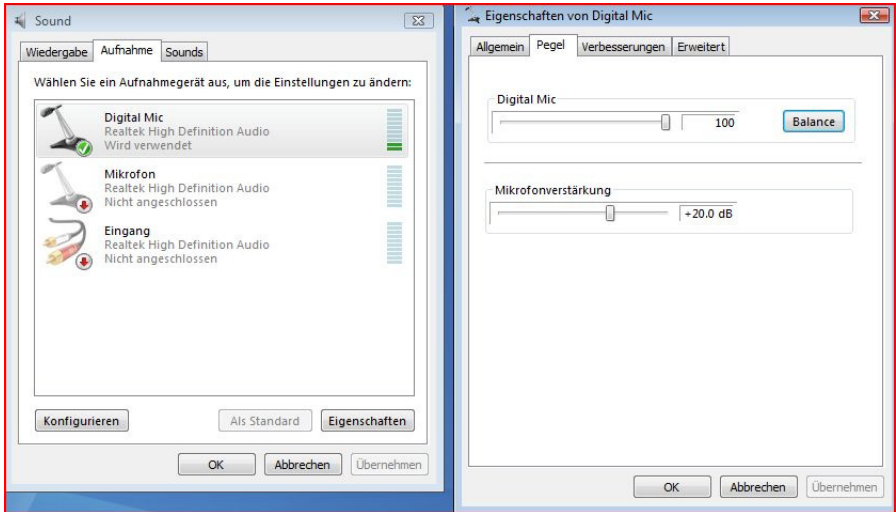 Sound
Wiedergabe Aufnahme Sounds
Wählen Sie ein Aufnahmegerät aus, um die Einstellungen zu ändern:
Digital Mic
Realtek High Definition Audio
Wird verwendet
Mikrofon
Realtek High Definition Audio
Nicht angeschlossen
Eingang
Realtek High Definition Audio
Nicht angeschlossen
Konfigurieren Als Standard Eigenschaften
OK Abbrechen Übernehmen
Eigenschaften von Digital Mic
Allgemein Pegel Verbesserungen Erweitert
Digital Mic
100 Balance
Mikrofonverstärkung
+20.0 dB
OK Abbrechen Übernehmen